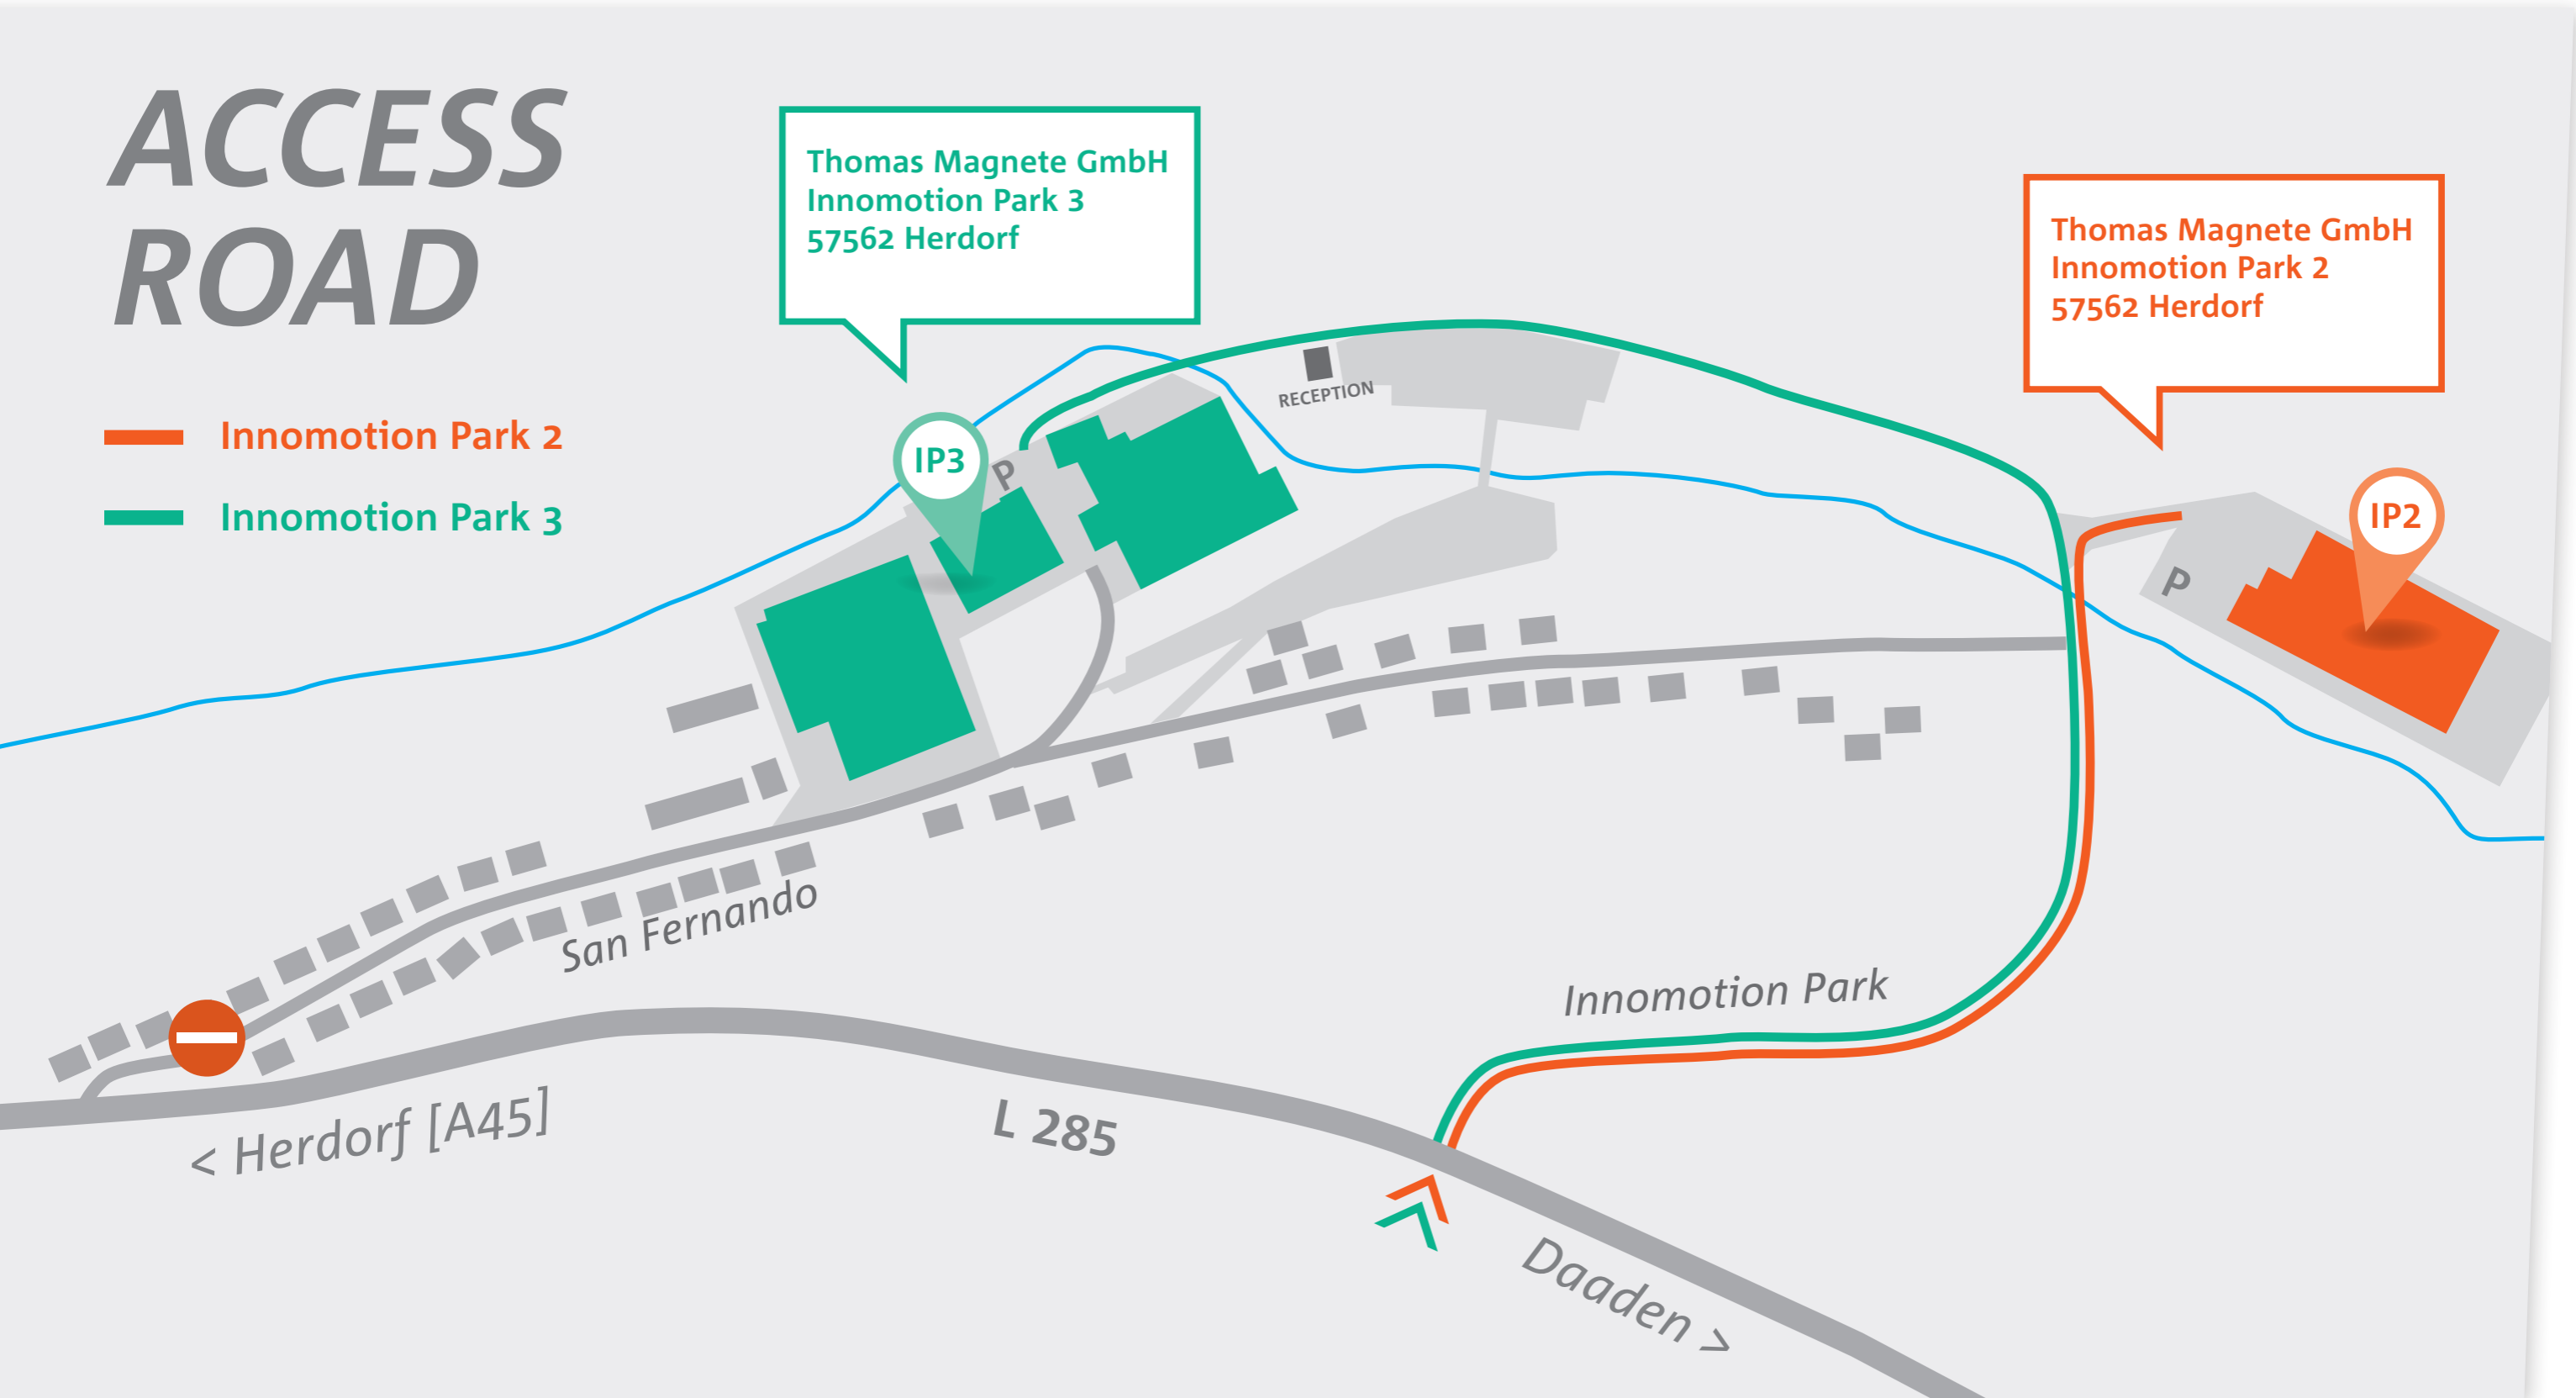 ACCESS
ROAD
Innomotion Park 2
Innomotion Park 3
Thomas Magnete GmbH
Innomotion Park 3
57562 Herdorf
Thomas Magnete GmbH
Innomotion Park 2
57562 Herdorf
RECEPTION
IP3
P
IP2
P
San Fernando
Innomotion Park
< Herdorf [A45]
L 285
Daaden >